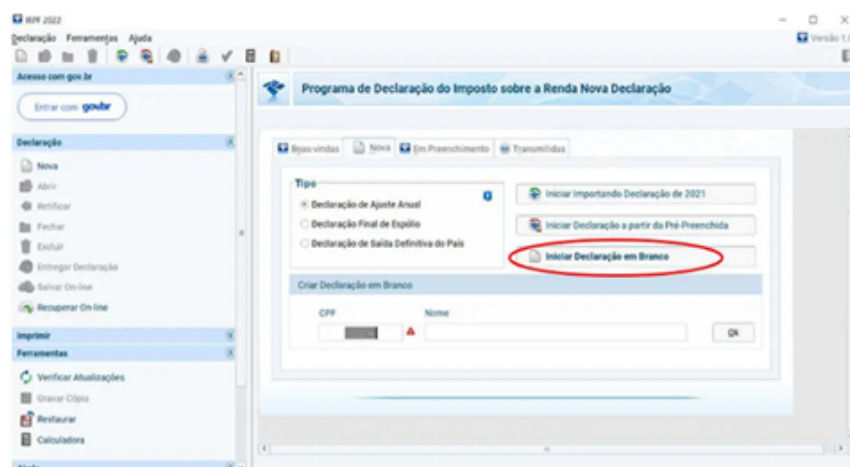 IRPF 2022
Declaração Ferramentas Ajuda
Versão 1.
Acesso com gov.br
Entrar com govbr
Programa de Declaração do Imposto sobre a Renda Nova Declaração
Declaração
Nova
Abrir
Retificar
Fechar
Excluir
Entregar Declaração
Salvar On-line
Recuperar On-line
Imprimir
Ferramentas
Verificar Atualizações
Gravar Cópia
Restaurar
Calculadora
Ajuda
Boas-vindas Nova Em Preenchimento Transmitidas
Tipo
Declaração de Ajuste Anual
Declaração Final de Espólio
Declaração de Saída Definitiva do País
Iniciar Importando Declaração de 2021
Iniciar Declaração a partir da Pré-Preenchida
Iniciar Declaração em Branco
Criar Declaração em Branco
CPF Nome
Ok